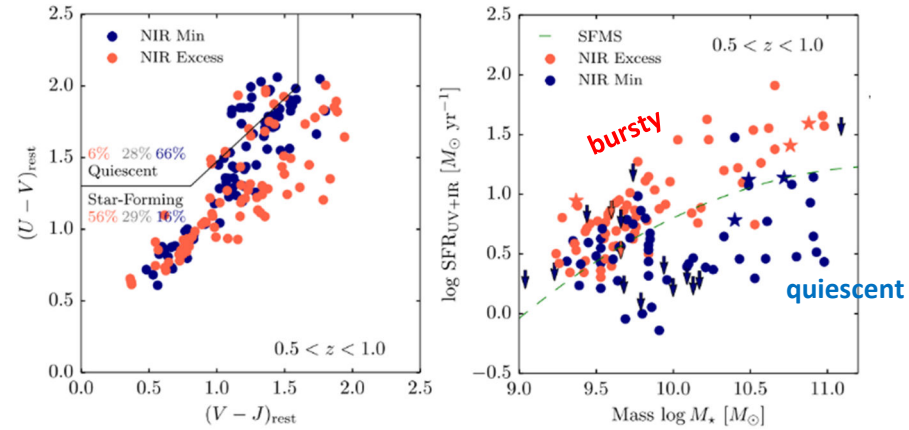 2.5
2.0
1.5
1.0
0.5
0.0
(U − V)rest
NIR Min
NIR Excess
6% 28% 66%
Quiescent
Star-Forming
56% 29% 16%
0.5 < z < 1.0
0.0 0.5 1.0 1.5 2.0 2.5
(V − J)rest
2.5
2.0
1.5
1.0
0.5
0.0
−0.5
log SFRUV+IR [M⊙ yr−1]
SFMS
NIR Excess
NIR Min
0.5 < z < 1.0
bursty
quiescent
9.0 9.5 10.0 10.5 11.0
Mass log M⋆ [M⊙]